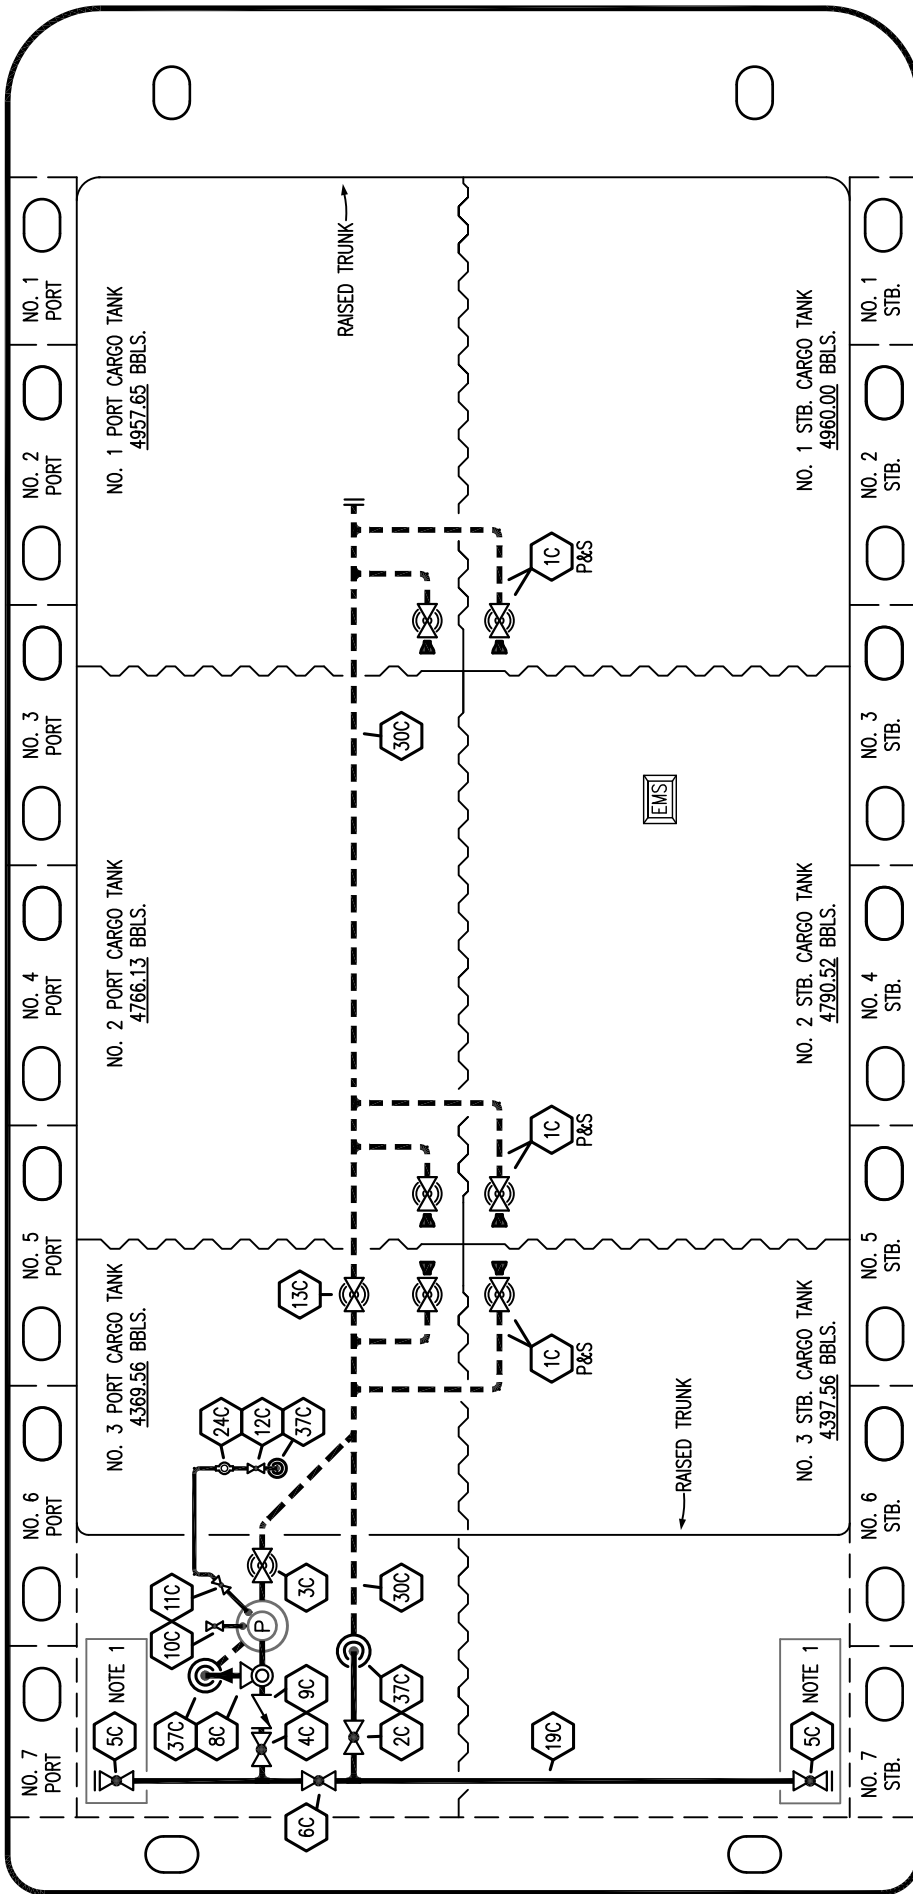 NO. 7
PORT
NO. 6
PORT
NO. 5
PORT
NO. 4
PORT
NO. 3
PORT
NO. 2
PORT
NO. 1
PORT
NO. 3 PORT CARGO TANK
4369.56 BBLS.
NO. 2 PORT CARGO TANK
4766.13 BBLS.
NO. 1 PORT CARGO TANK
4957.65 BBLS.
5C
NOTE 1
37C
8C
10C
11C
24C
12C
37C
P
4C
9C
3C
13C
6C
2C
37C
30C
30C
RAISED TRUNK
1C
P&S
1C
P&S
1C
P&S
19C
RAISED TRUNK
EMS
5C
NOTE 1
NO. 3 STB. CARGO TANK
4397.56 BBLS.
NO. 2 STB. CARGO TANK
4790.52 BBLS.
NO. 1 STB. CARGO TANK
4960.00 BBLS.
NO. 7
STB.
NO. 6
STB.
NO. 5
STB.
NO. 4
STB.
NO. 3
STB.
NO. 2
STB.
NO. 1
STB.